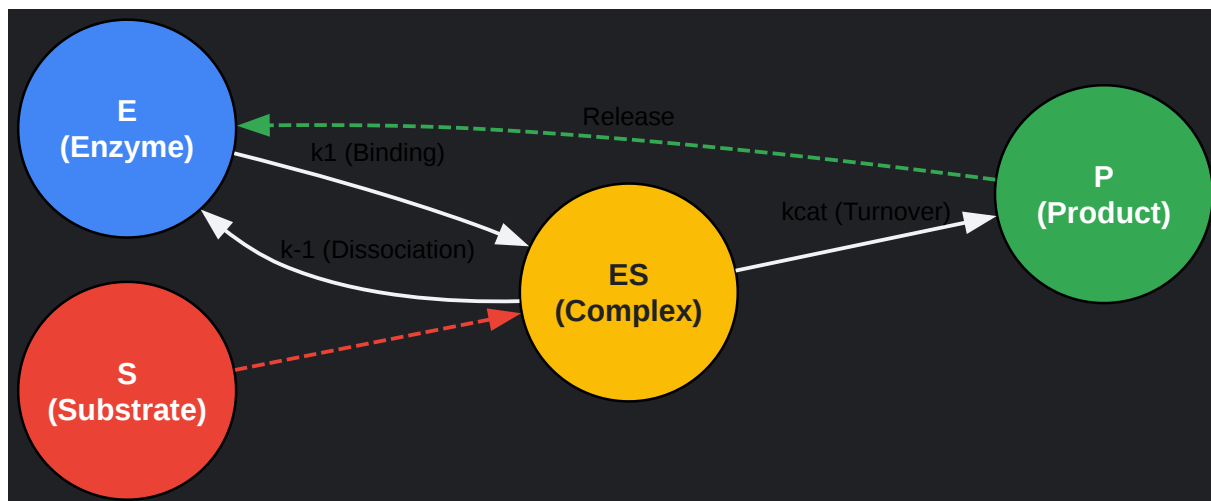 E
(Enzyme)
Release
k1 (Binding)
k-1 (Dissociation)
S
(Substrate)
ES
(Complex)
kcat (Turnover)
P
(Product)